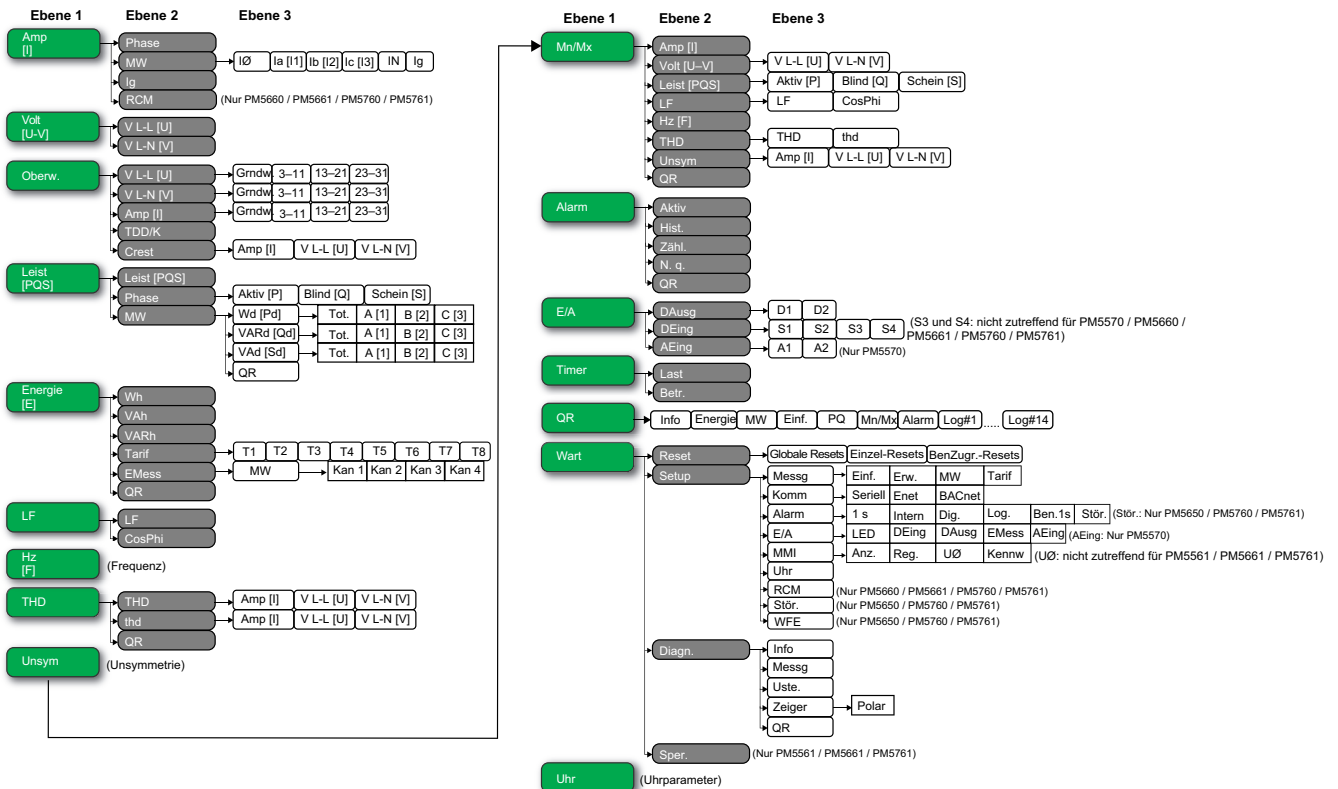 Ebene 1 Ebene 2 Ebene 3
Amp
[I]
Phase
MW
IØ Ia [I1] Ib [I2] Ic [I3] IN Ig
Ig
RCM
(Nur PM5660 / PM5661 / PM5760 / PM5761)
Volt
[U-V]
V L-L [U]
V L-N [V]
Oberw.
V L-L [U]
Grndw. 3–11 13–21 23–31
V L-N [V]
Grndw. 3–11 13–21 23–31
Amp [I]
Grndw. 3–11 13–21 23–31
TDD/K
Crest
Amp [I] V L-L [U] V L-N [V]
Leist
[PQS]
Leist [PQS]
Phase
Aktiv [P] Blind [Q] Schein [S]
MW
Wd [Pd] Tot. A [1] B [2] C [3]
VARd [Qd] Tot. A [1] B [2] C [3]
VAd [Sd] Tot. A [1] B [2] C [3]
QR
Energie
[E]
Wh
VAh
VARh
Tarif
T1 T2 T3 T4 T5 T6 T7 T8
EMess
MW Kan 1 Kan 2 Kan 3 Kan 4
QR
LF
LF
CosPhi
Hz
[F]
(Frequenz)
THD
THD
Amp [I] V L-L [U] V L-N [V]
thd
Amp [I] V L-L [U] V L-N [V]
QR
Unsym
(Unsymmetrie)
Ebene 1 Ebene 2 Ebene 3
Mn/Mx
Amp [I]
Volt [U–V]
V L-L [U] V L-N [V]
Leist [PQS]
Aktiv [P] Blind [Q] Schein [S]
LF
LF CosPhi
Hz [F]
THD
THD thd
Unsym
Amp [I] V L-L [U] V L-N [V]
QR
Alarm
Aktiv
Hist.
Zähl.
N. q.
QR
E/A
DAusg
D1 D2
DEing
S1 S2 S3 S4
(S3 und S4: nicht zutreffend für PM5570 / PM5660 /
PM5661 / PM5760 / PM5761)
AEing
A1 A2
(Nur PM5570)
Timer
Last
Betr.
QR
Info Energie MW Einf. PQ Mn/Mx Alarm Log#1 ..... Log#14
Wart
Reset
Globale Resets Einzel-Resets BenZugr.-Resets
Setup
Messg Einf. Erw. MW Tarif
Komm Seriell Enet BACnet
Alarm 1 s Intern Dig. Log. Ben.1s Stör. (Stör.: Nur PM5650 / PM5760 / PM5761)
E/A LED DEing DAusg EMess AEing (AEing: Nur PM5570)
MMI Anz. Reg. UØ Kennw (UØ: nicht zutreffend für PM5561 / PM5661 / PM5761)
Uhr
RCM (Nur PM5660 / PM5661 / PM5760 / PM5761)
Stör. (Nur PM5650 / PM5760 / PM5761)
WFE (Nur PM5650 / PM5760 / PM5761)
Diagn.
Info
Messg
Uste.
Zeiger Polar
QR
Sper.
(Nur PM5561 / PM5661 / PM5761)
Uhr
(Uhrparameter)